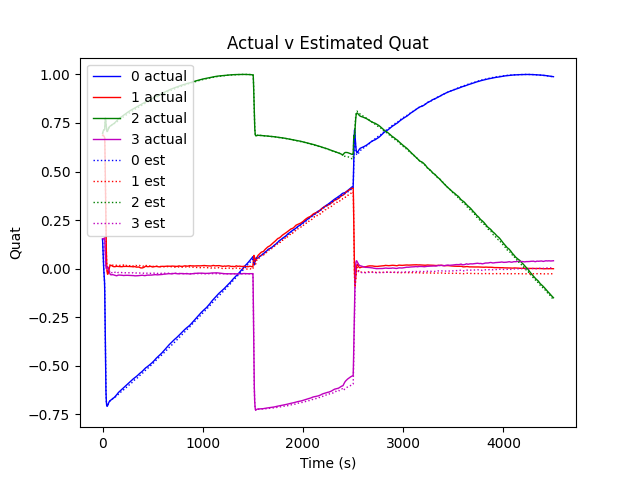 Actual v Estimated Quat
1.00
0.75
0.50
0.25
0.00
−0.25
−0.50
−0.75
Quat
0 actual
1 actual
2 actual
3 actual
0 est
1 est
2 est
3 est
0
1000
2000
3000
4000
Time (s)